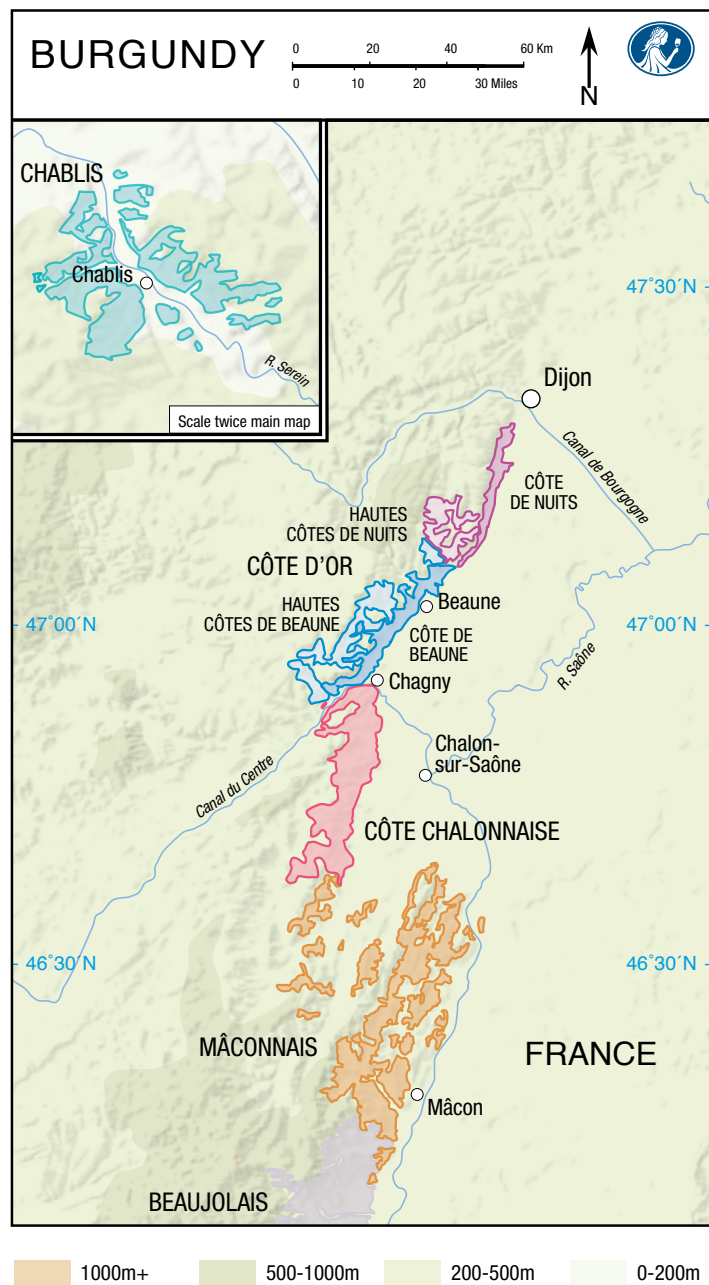 BURGUNDY
0 20 40 60 Km
0 10 20 30 Miles
N
CHABLIS
Chablis
R. Serein
Scale twice main map
47°30´N
Dijon
Canal de Bourgogne
CÔTE
DE NUITS
HAUTES
CÔTES DE NUITS
CÔTE D’OR
HAUTES
CÔTES DE BEAUNE
Beaune
47°00´N
47°00´N
CÔTE DE
BEAUNE
R. Saône
Chagny
Chalon-
sur-Saône
Canal du Centre
CÔTE CHALONNAISE
46°30´N
46°30´N
MÂCONNAIS
FRANCE
Mâcon
BEAUJOLAIS
1000m+ 500-1000m 200-500m 0-200m